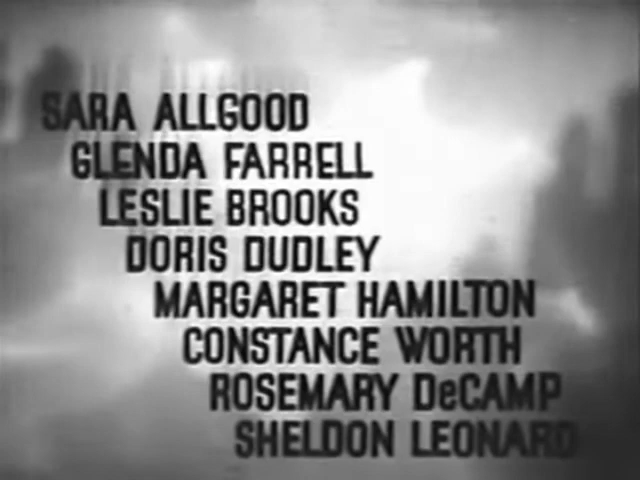 SARA ALLGOOD
GLENDA FARRELL
LESLIE BROOKS
DORIS DUDLEY
MARGARET HAMILTON
CONSTANCE WORTH
ROSEMARY DeCAMP
SHELDON LEONARD